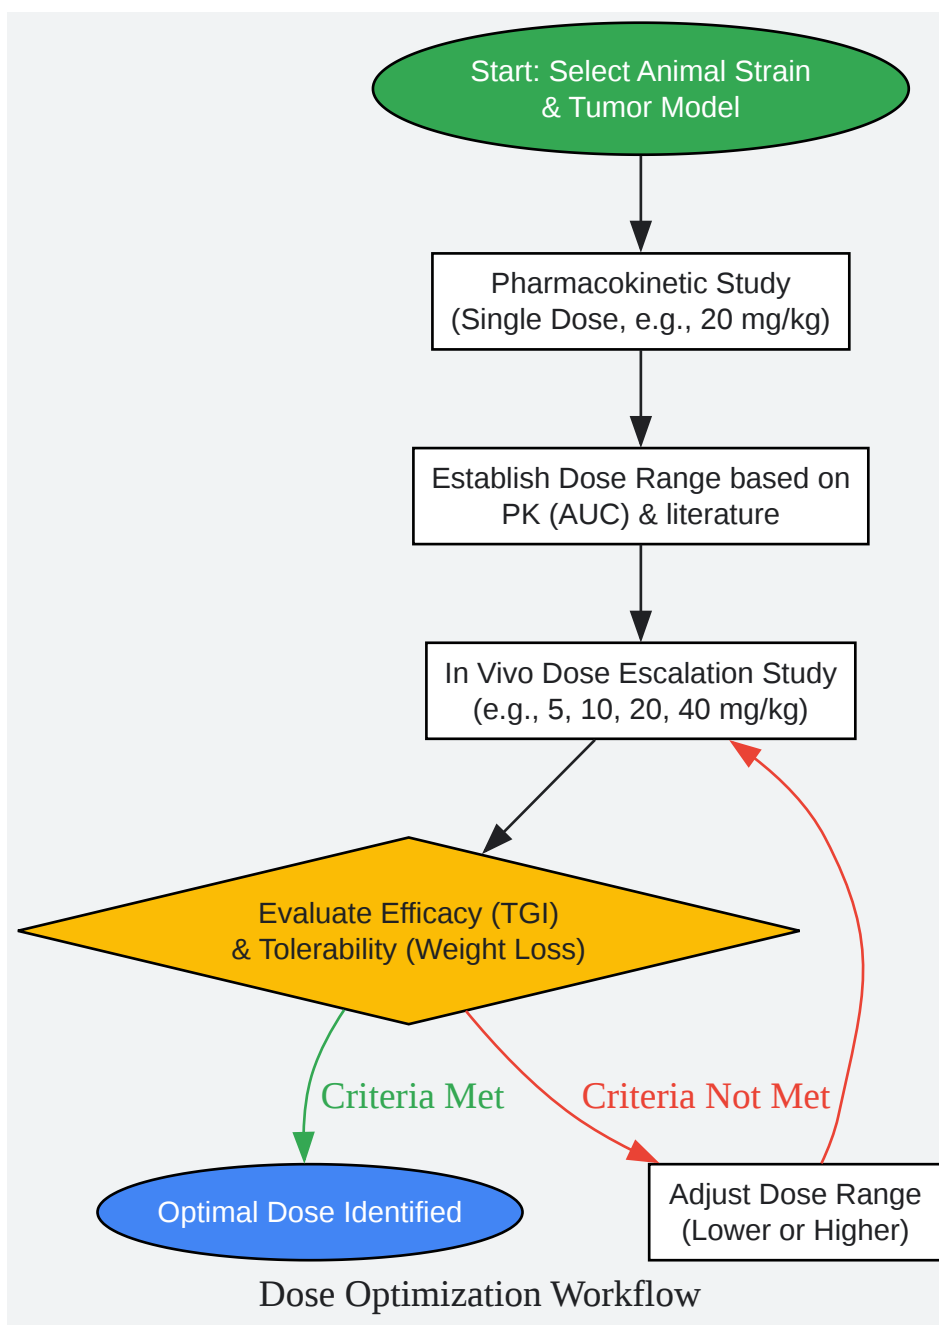 Start: Select Animal Strain
& Tumor Model
Pharmacokinetic Study
(Single Dose, e.g., 20 mg/kg)
Establish Dose Range based on
PK (AUC) & literature
In Vivo Dose Escalation Study
(e.g., 5, 10, 20, 40 mg/kg)
Evaluate Efficacy (TGI)
& Tolerability (Weight Loss)
Criteria Met
Criteria Not Met
Optimal Dose Identified
Adjust Dose Range
(Lower or Higher)
Dose Optimization Workflow